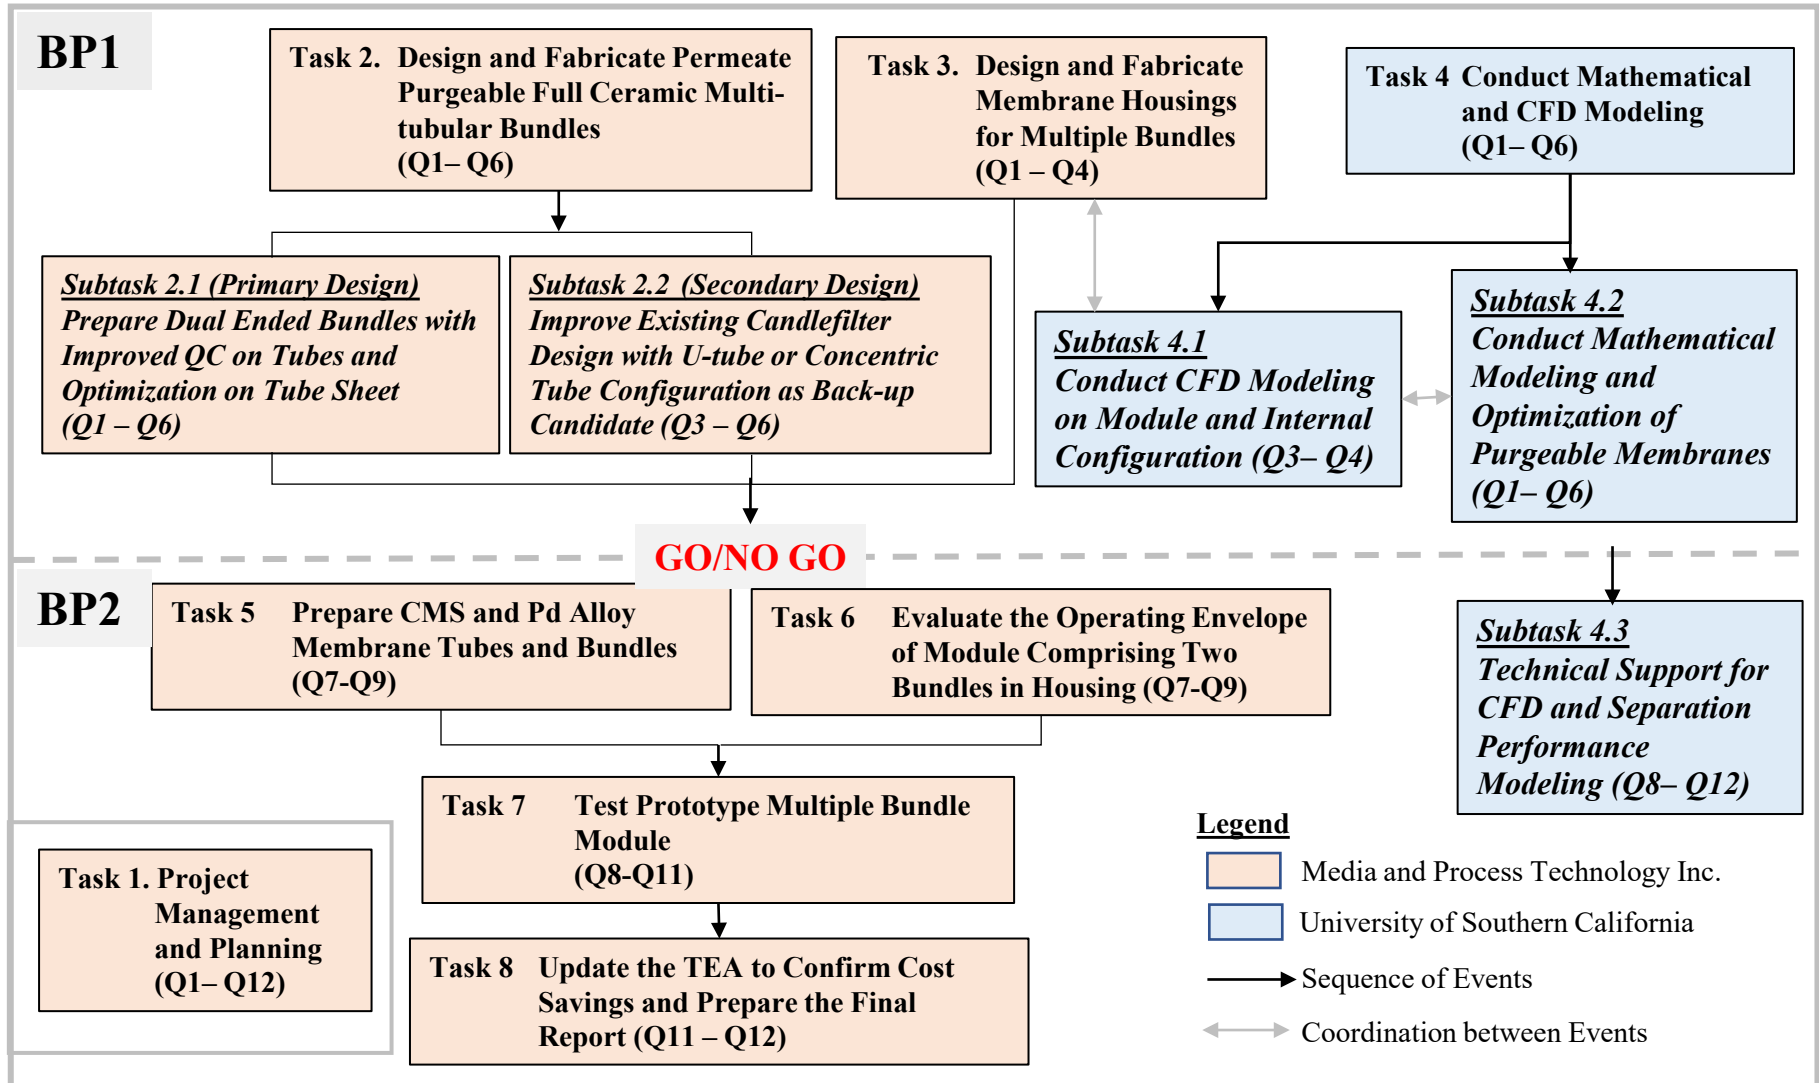 BP1
Task 2. Design and Fabricate Permeate
Purgeable Full Ceramic Multi-
tubular Bundles
(Q1– Q6)
Task 3. Design and Fabricate
Membrane Housings
for Multiple Bundles
(Q1 – Q4)
Task 4 Conduct Mathematical
and CFD Modeling
(Q1– Q6)
Subtask 2.1 (Primary Design)
Prepare Dual Ended Bundles with
Improved QC on Tubes and
Optimization on Tube Sheet
(Q1 – Q6)
Subtask 2.2 (Secondary Design)
Improve Existing Candlefilter
Design with U-tube or Concentric
Tube Configuration as Back-up
Candidate (Q3 – Q6)
Subtask 4.1
Conduct CFD Modeling
on Module and Internal
Configuration (Q3– Q4)
Subtask 4.2
Conduct Mathematical
Modeling and
Optimization of
Purgeable Membranes
(Q1– Q6)
GO/NO GO
BP2
Task 5 Prepare CMS and Pd Alloy
Membrane Tubes and Bundles
(Q7-Q9)
Task 6 Evaluate the Operating Envelope
of Module Comprising Two
Bundles in Housing (Q7-Q9)
Subtask 4.3
Technical Support for
CFD and Separation
Performance
Modeling (Q8– Q12)
Task 7 Test Prototype Multiple Bundle
Module
(Q8-Q11)
Task 1. Project
Management
and Planning
(Q1– Q12)
Task 8 Update the TEA to Confirm Cost
Savings and Prepare the Final
Report (Q11 – Q12)
Legend
Media and Process Technology Inc.
University of Southern California
Sequence of Events
Coordination between Events